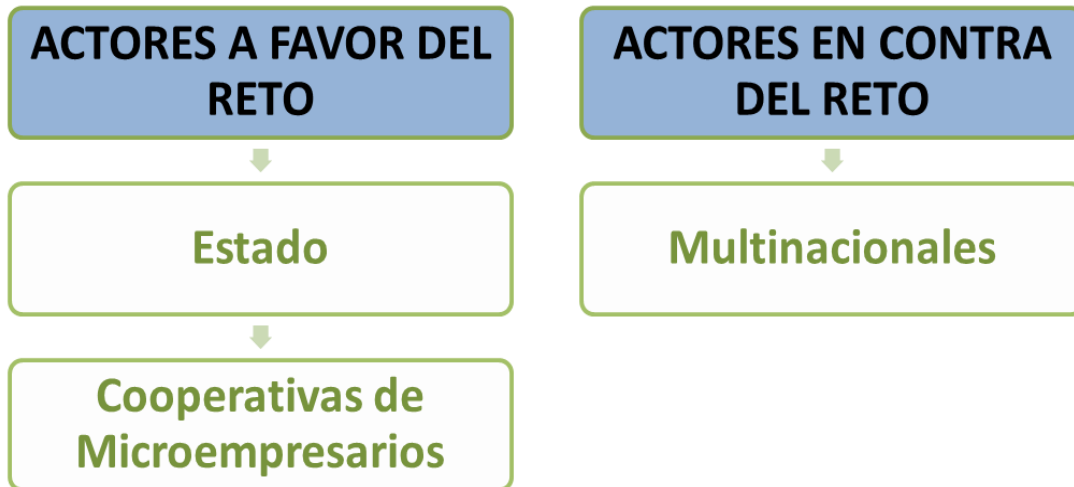 ACTORES A FAVOR DEL
RETO
Estado
Cooperativas de
Microempresarios
ACTORES EN CONTRA
DEL RETO
Multinacionales